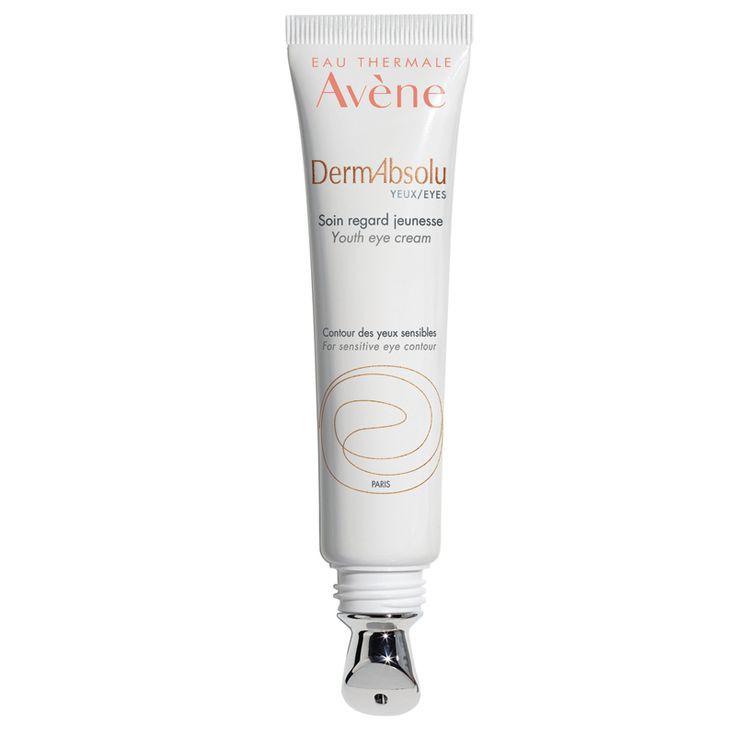 EAU THERMALE
Avène
DermAbsolu
YEUX/EYES
Soin regard jeunesse
Youth eye cream
Contour des yeux sensibles
For sensitive eye contour
PARIS